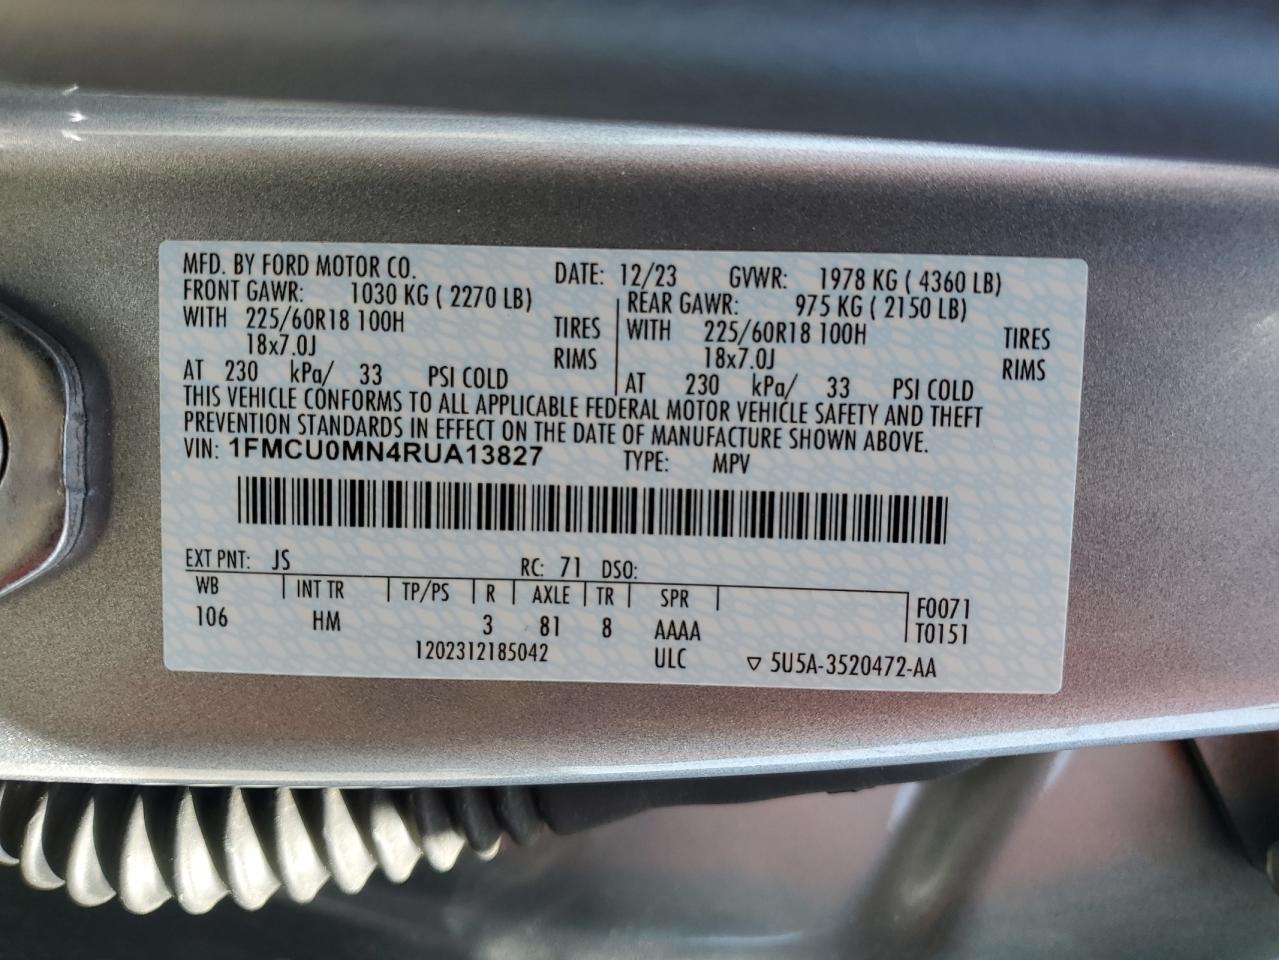 MFD. BY FORD MOTOR CO. DATE: 12/23 GVWR: 1978 KG ( 4360 LB)
FRONT GAWR: 1030 KG ( 2270 LB) REAR GAWR: 975 KG ( 2150 LB)
WITH 225/60R18 100H TIRES WITH 225/60R18 100H TIRES
18x7.0J RIMS 18x7.0J RIMS
AT 230 kPa/ 33 PSI COLD AT 230 kPa/ 33 PSI COLD
THIS VEHICLE CONFORMS TO ALL APPLICABLE FEDERAL MOTOR VEHICLE SAFETY AND THEFT
PREVENTION STANDARDS IN EFFECT ON THE DATE OF MANUFACTURE SHOWN ABOVE.
VIN: 1FMCU0MN4RUA13827 TYPE: MPV
EXT PNT: JS RC: 71 DSO:
WB INT TR TP/PS R AXLE TR SPR F0071
106 HM 3 81 8 AAAA T0151
1202312185042 ULC ▽ 5U5A-3520472-AA